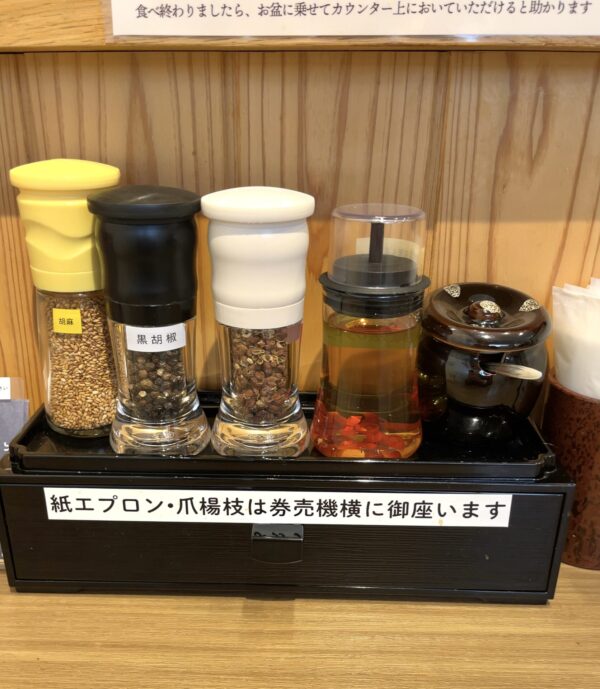 食べ終わりましたら、お盆に乗せてカウンター上においていただけると助かります
胡麻
黒胡椒
紙エプロン・爪楊枝は券売機横に御座います